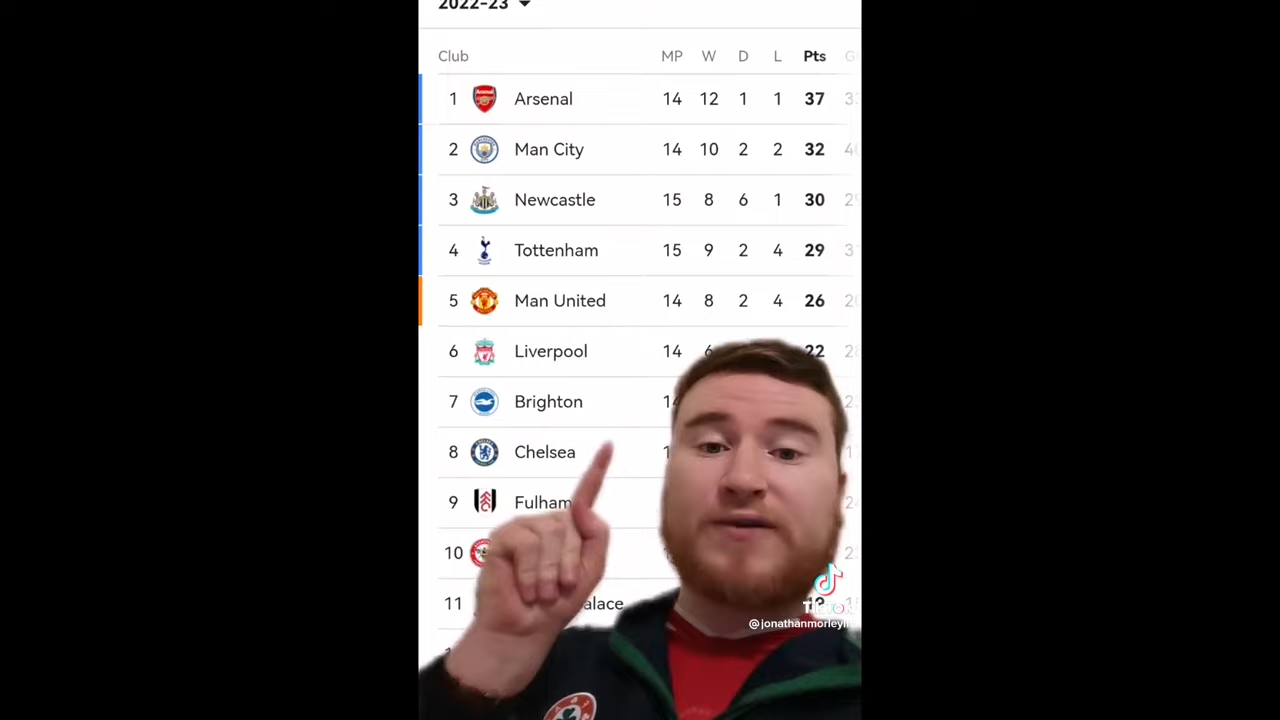 2022-23
Club MP W D L Pts
1 Arsenal 14 12 1 1 37
2 Man City 14 10 2 2 32
3 Newcastle 15 8 6 1 30
4 Tottenham 15 9 2 4 29
5 Man United 14 8 2 4 26
6 Liverpool 14 22
7 Brighton
8 Chelsea
9 Fulham
10
11 alace
TikTok